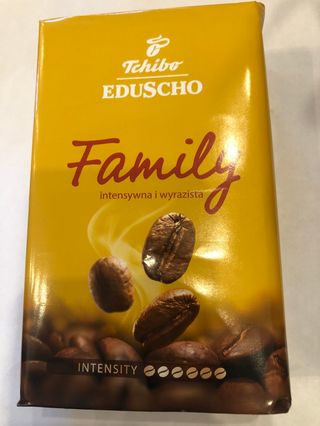 Tchibo
EDUSCHO
Family
intensywna i wyrazista
INTENSITY